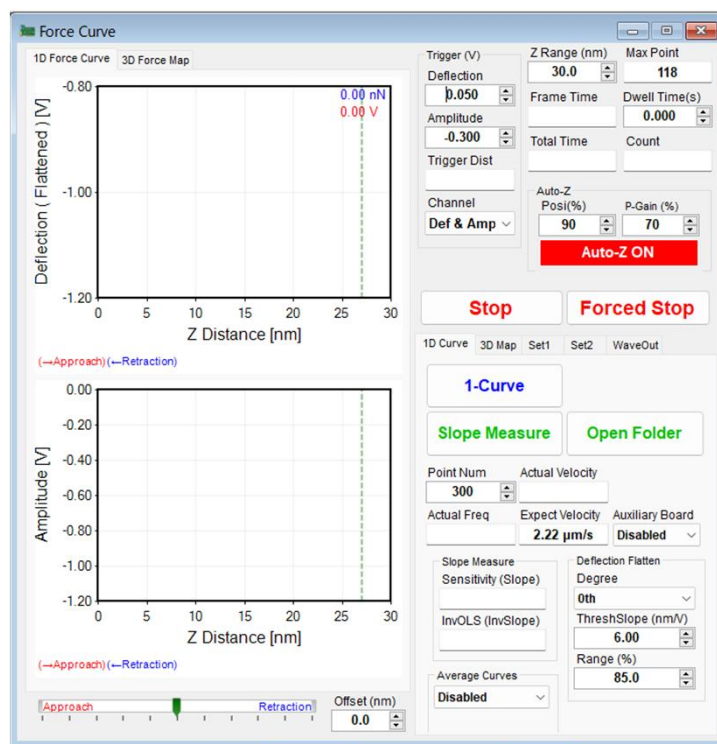 Force Curve
1D Force Curve 3D Force Map
Deflection ( Flattened ) [V]
-0.80
-1.00
-1.20
0.00 nN
0.00 V
0 5 10 15 20 25 30
Z Distance [nm]
(→Approach)(←Retraction)
Amplitude [V]
0.00
-0.20
-0.40
-0.60
-0.80
-1.00
-1.20
0 5 10 15 20 25 30
Z Distance [nm]
(→Approach)(←Retraction)
Approach Retraction
Offset (nm)
0.0
Trigger (V)
Deflection
0.050
Amplitude
-0.300
Trigger Dist
Channel
Def & Amp
Z Range (nm) Max Point
30.0 118
Frame Time Dwell Time(s)
0.000
Total Time Count
Auto-Z
Posi(%) P-Gain (%)
90 70
Auto-Z ON
Stop Forced Stop
1D Curve 3D Map Set1 Set2 WaveOut
1-Curve
Slope Measure Open Folder
Point Num Actual Velocity
300
Actual Freq Expect Velocity Auxiliary Board
2.22 μm/s Disabled
Slope Measure
Sensitivity (Slope)
InvOLS (InvSlope)
Average Curves
Disabled
Deflection Flatten
Degree
0th
ThreshSlope (nm/V)
6.00
Range (%)
85.0